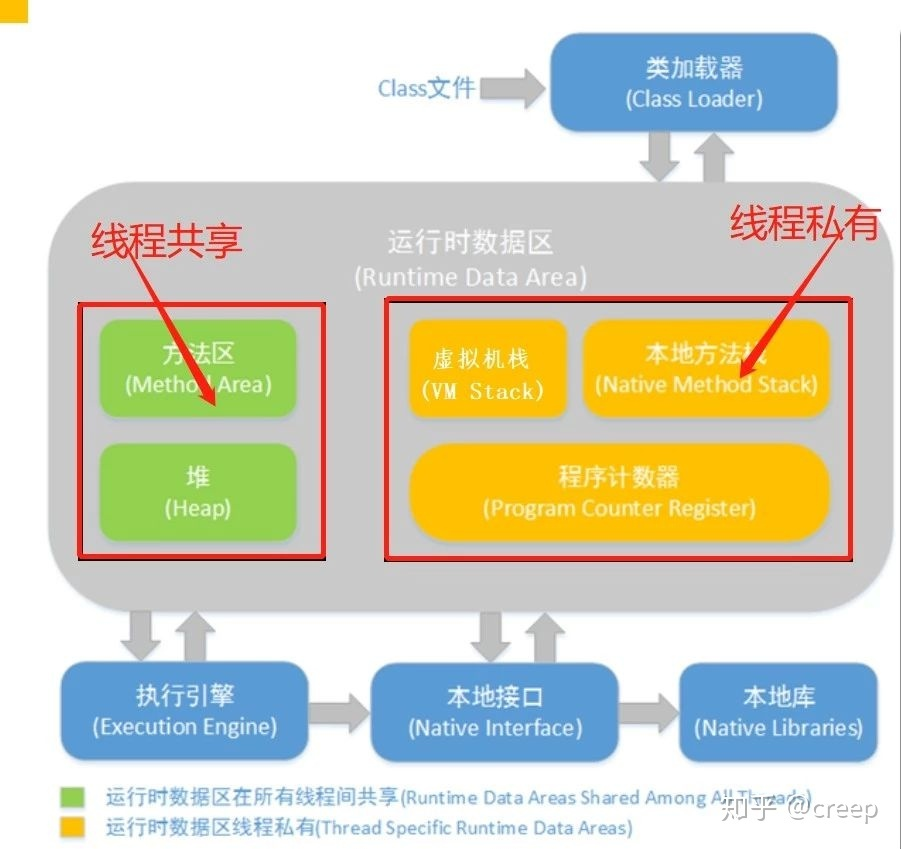 类加载器
Class文件
(Class Loader)
线程共享
线程私有
运行时数据区
(Runtime Data Area)
方法区
(Method Area)
虚拟机栈
(VM Stack)
本地方法栈
(Native Method Stack)
堆
(Heap)
程序计数器
(Program Counter Register)
执行引擎
(Execution Engine)
本地接口
(Native Interface)
本地库
(Native Libraries)
运行时数据区在所有线程间共享(Runtime Data Areas Shared Among All Threads)
运行时数据区线程私有(Thread Specific Runtime Data Areas)
知乎 @creep